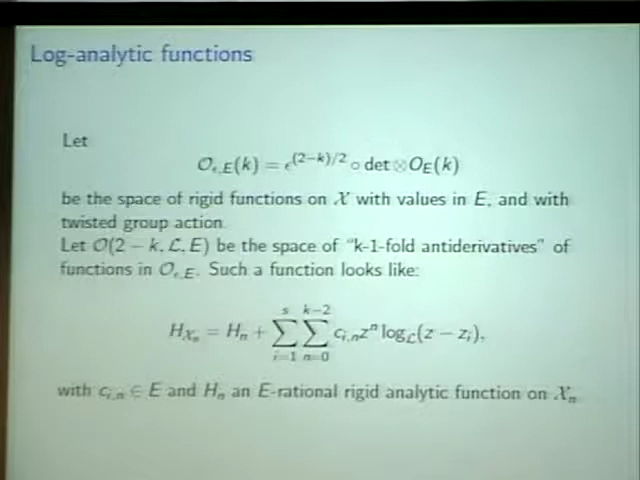 Log-analytic functions
Let
𝒪_{ϵ,E}(k) = ϵ^{(2−k)/2} ∘ det ⊗ O_E(k)
be the space of rigid functions on 𝒳 with values in E, and with
twisted group action.
Let 𝒪(2 − k, ℒ, E) be the space of "k-1-fold antiderivatives" of
functions in 𝒪_{ϵ,E}. Such a function looks like:
H_{𝒳_n} = H_n + ∑_{i=1}^{s} ∑_{n=0}^{k−2} c_{i,n} z^n log_ℒ(z − z_i),
with c_{i,n} ∈ E and H_n an E-rational rigid analytic function on 𝒳_n